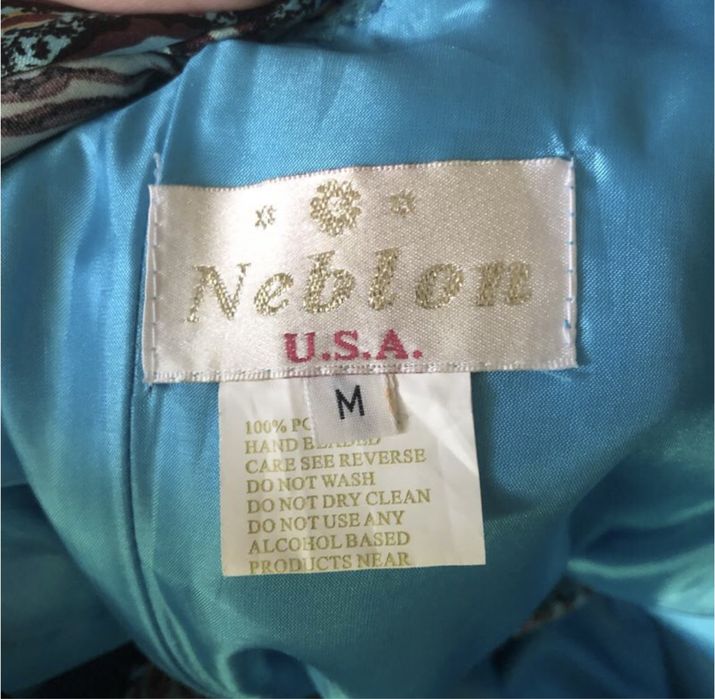 Neblon
U.S.A.
M
100%
HAND
CARE SEE REVERSE
DO NOT WASH
DO NOT DRY CLEAN
DO NOT USE ANY
ALCOHOL BASED
PRODUCTS NEAR